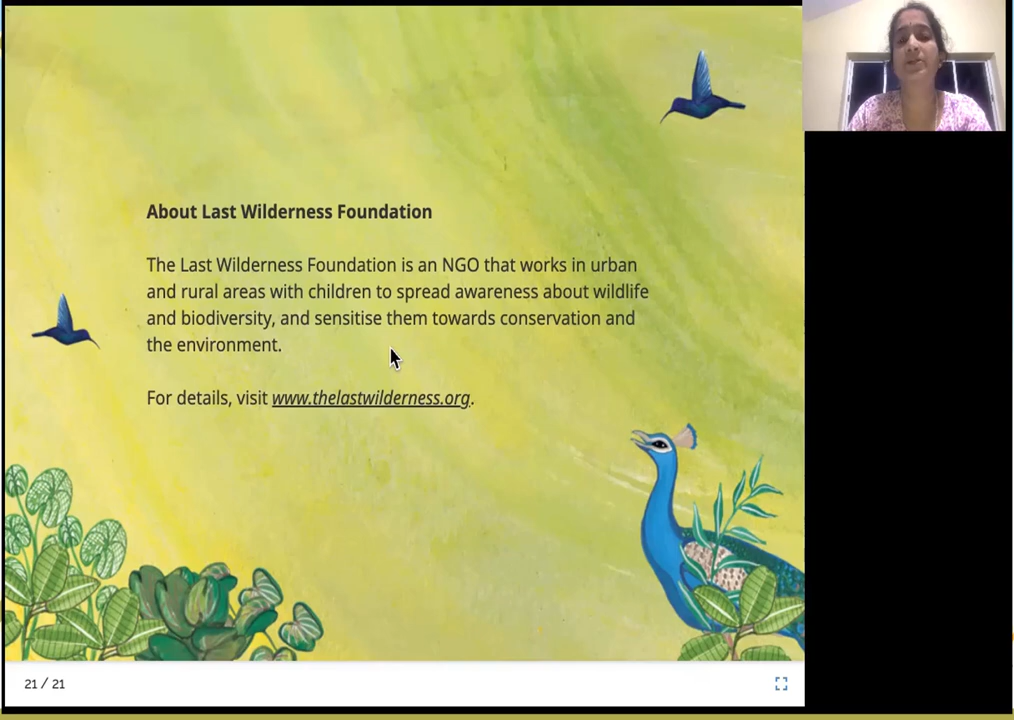 About Last Wilderness Foundation
The Last Wilderness Foundation is an NGO that works in urban
and rural areas with children to spread awareness about wildlife
and biodiversity, and sensitise them towards conservation and
the environment.
For details, visit www.thelastwilderness.org.
21 / 21